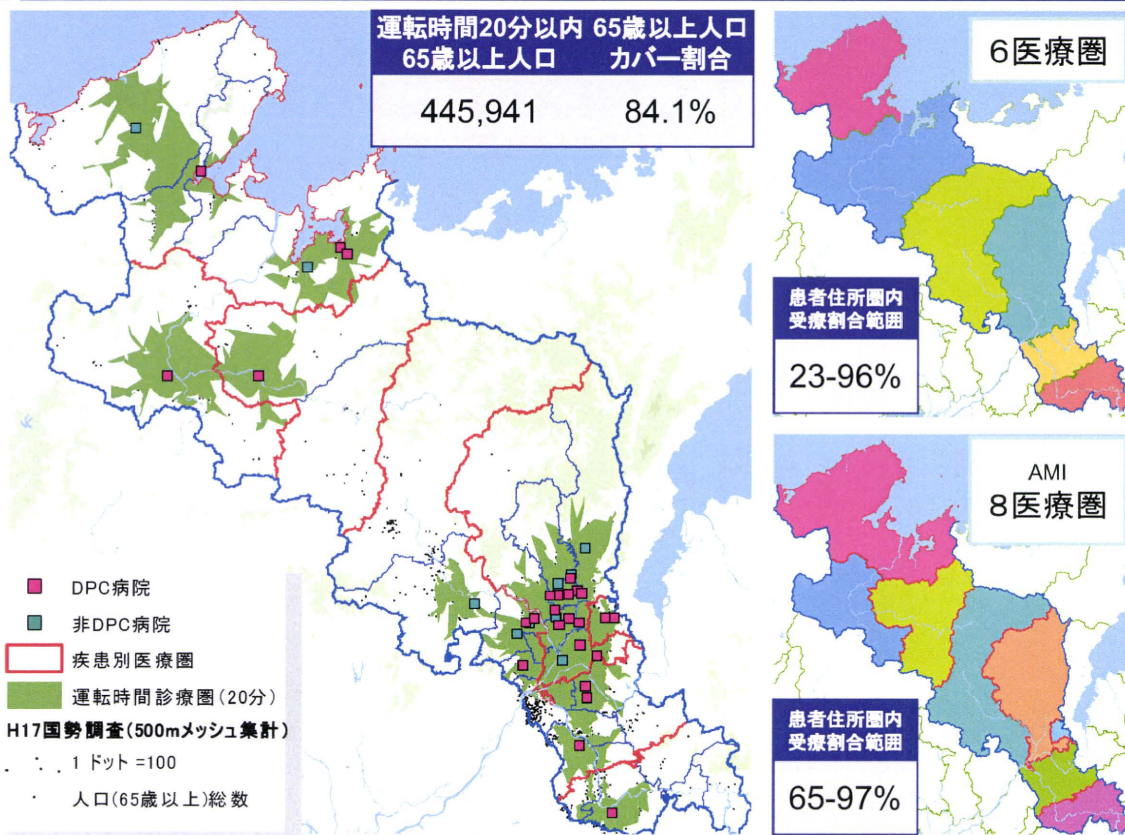 運転時間20分以内 65歳以上人口
65歳以上人口 カバー割合
445,941 84.1%
6医療圏
患者住所圏内
受療割合範囲
23-96%
AMI
8医療圏
患者住所圏内
受療割合範囲
65-97%
DPC病院
非DPC病院
疾患別医療圏
運転時間診療圏(20分)
H17国勢調査(500mメッシュ集計)
1 ドット =100
人口(65歳以上)総数